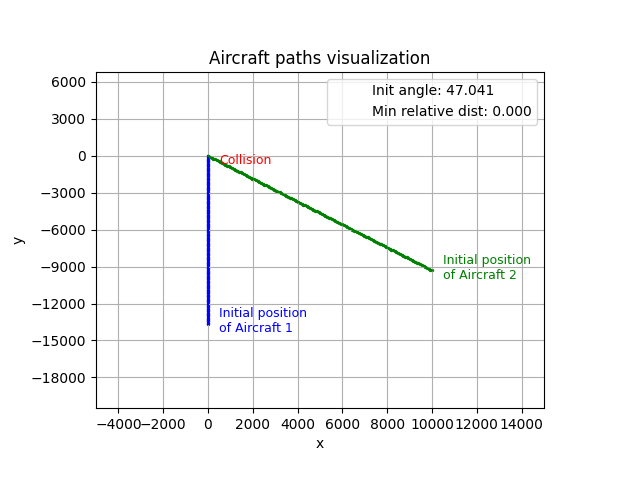 Aircraft paths visualization
Init angle: 47.041
Min relative dist: 0.000
6000
3000
0
−3000
−6000
−9000
−12000
−15000
−18000
y
Collision
Initial position
of Aircraft 2
Initial position
of Aircraft 1
−4000 −2000 0 2000 4000 6000 8000 10000 12000 14000
x